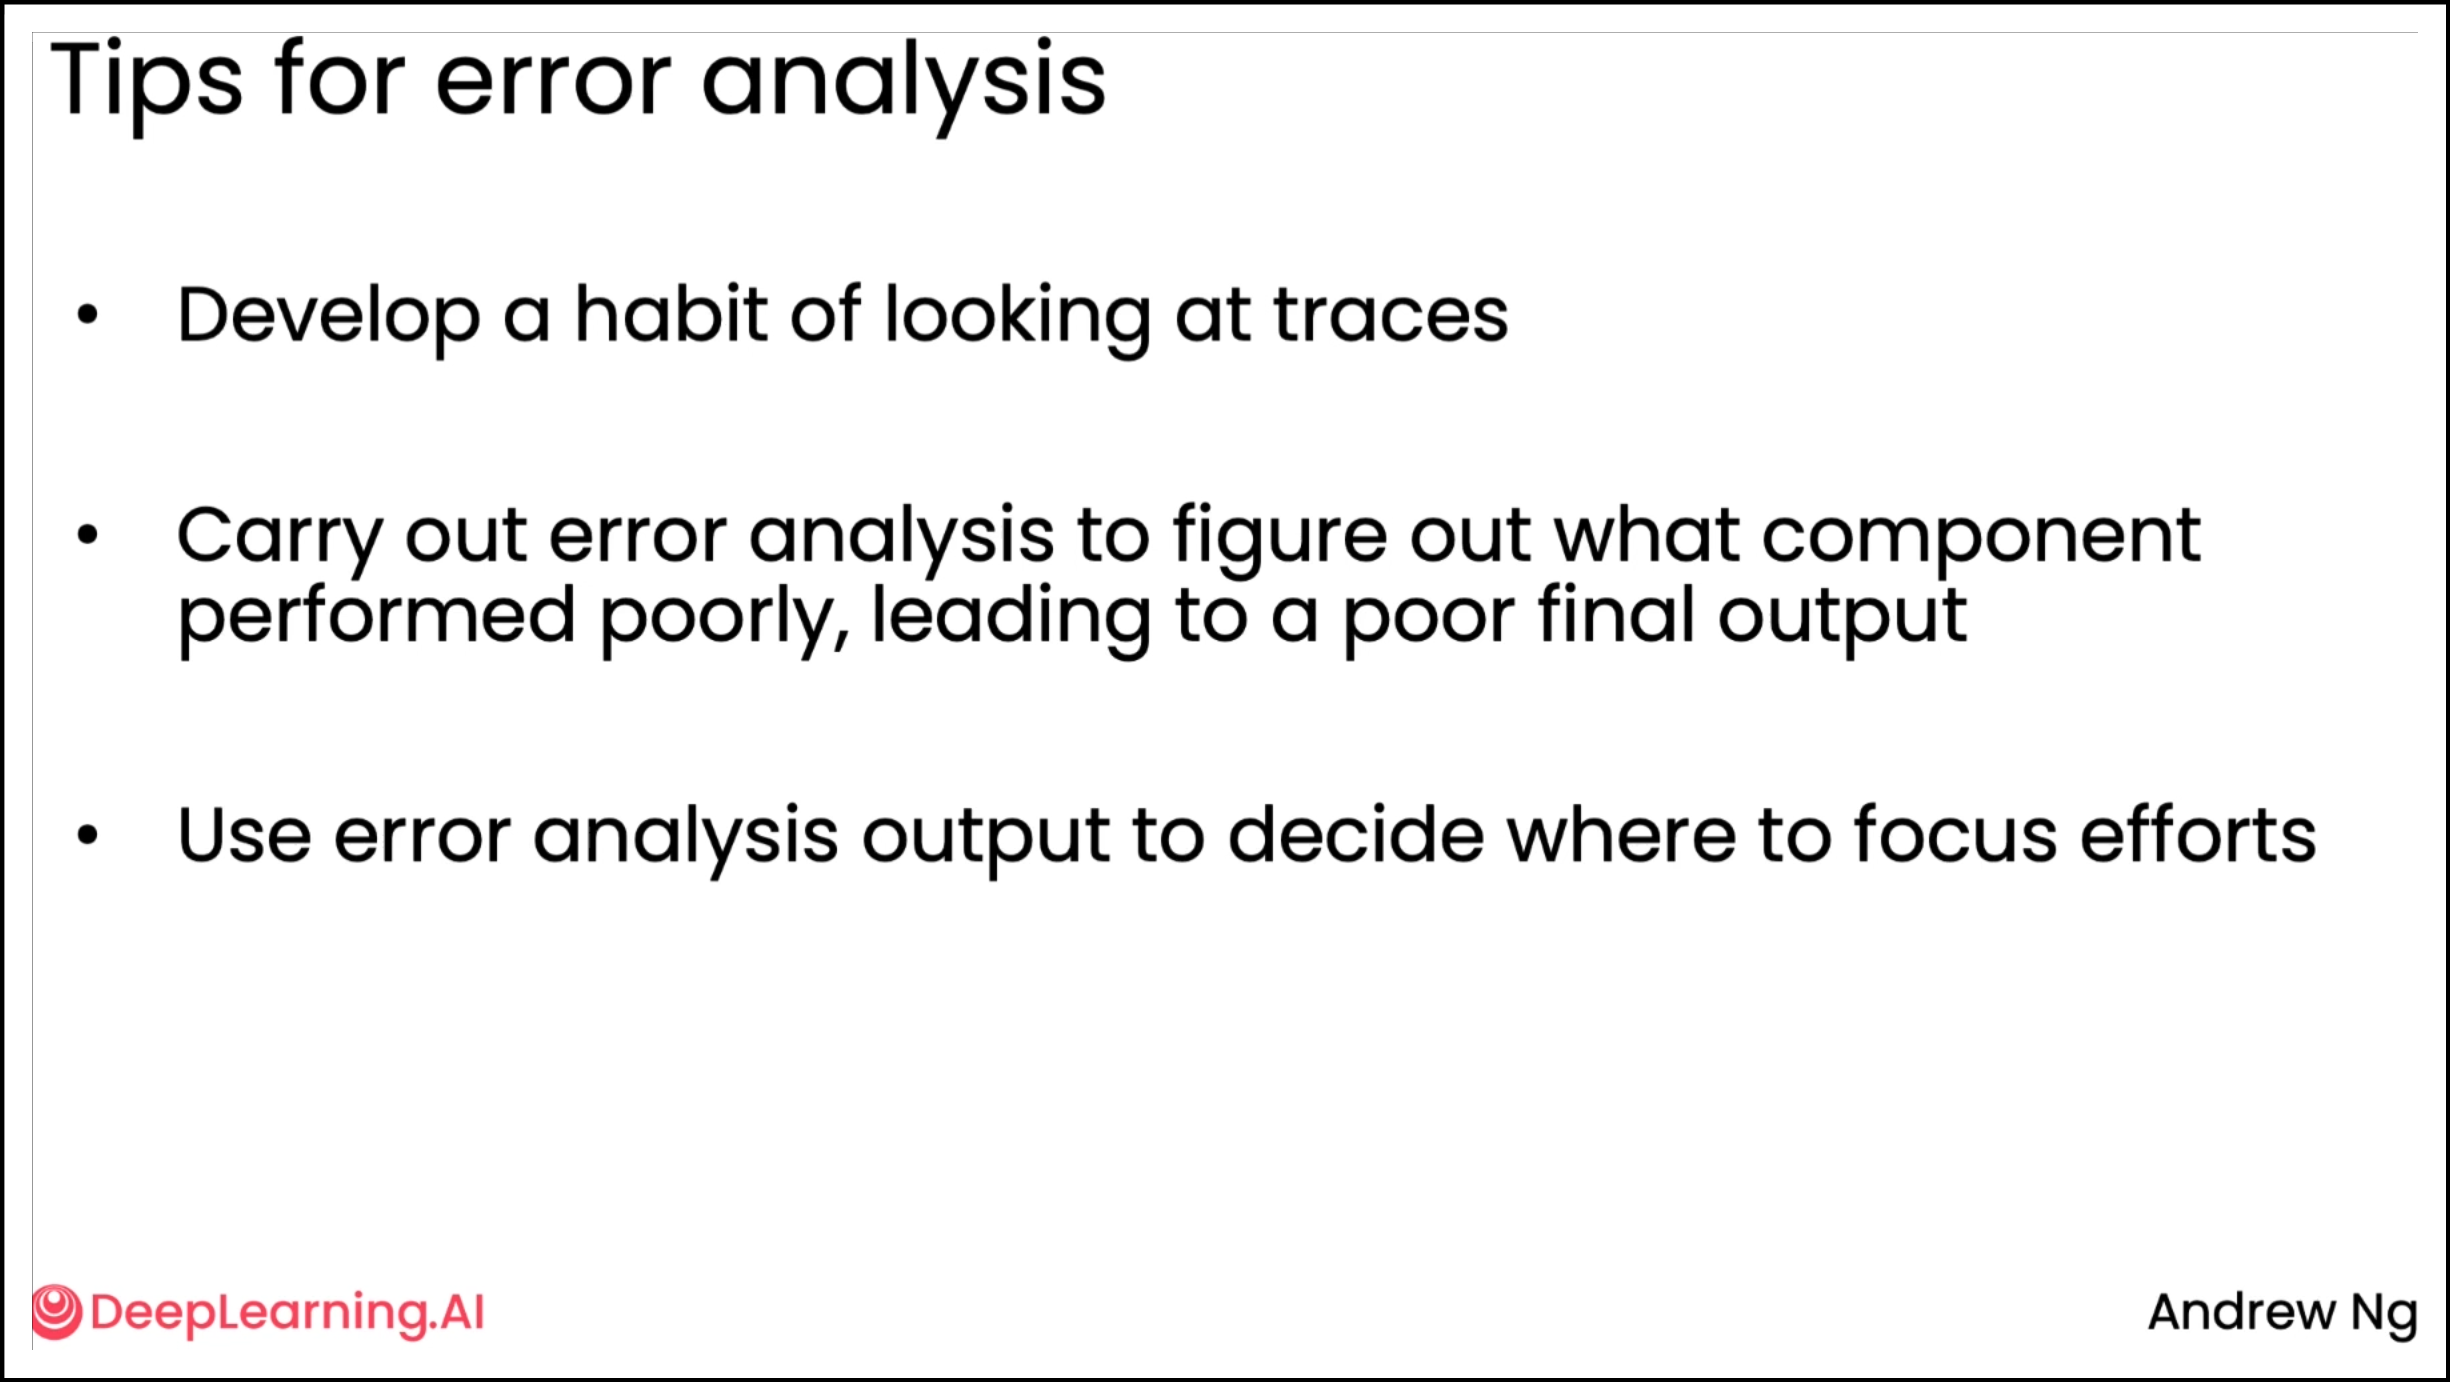 Tips for error analysis
• Develop a habit of looking at traces
• Carry out error analysis to figure out what component
performed poorly, leading to a poor final output
• Use error analysis output to decide where to focus efforts
DeepLearning.AI
Andrew Ng